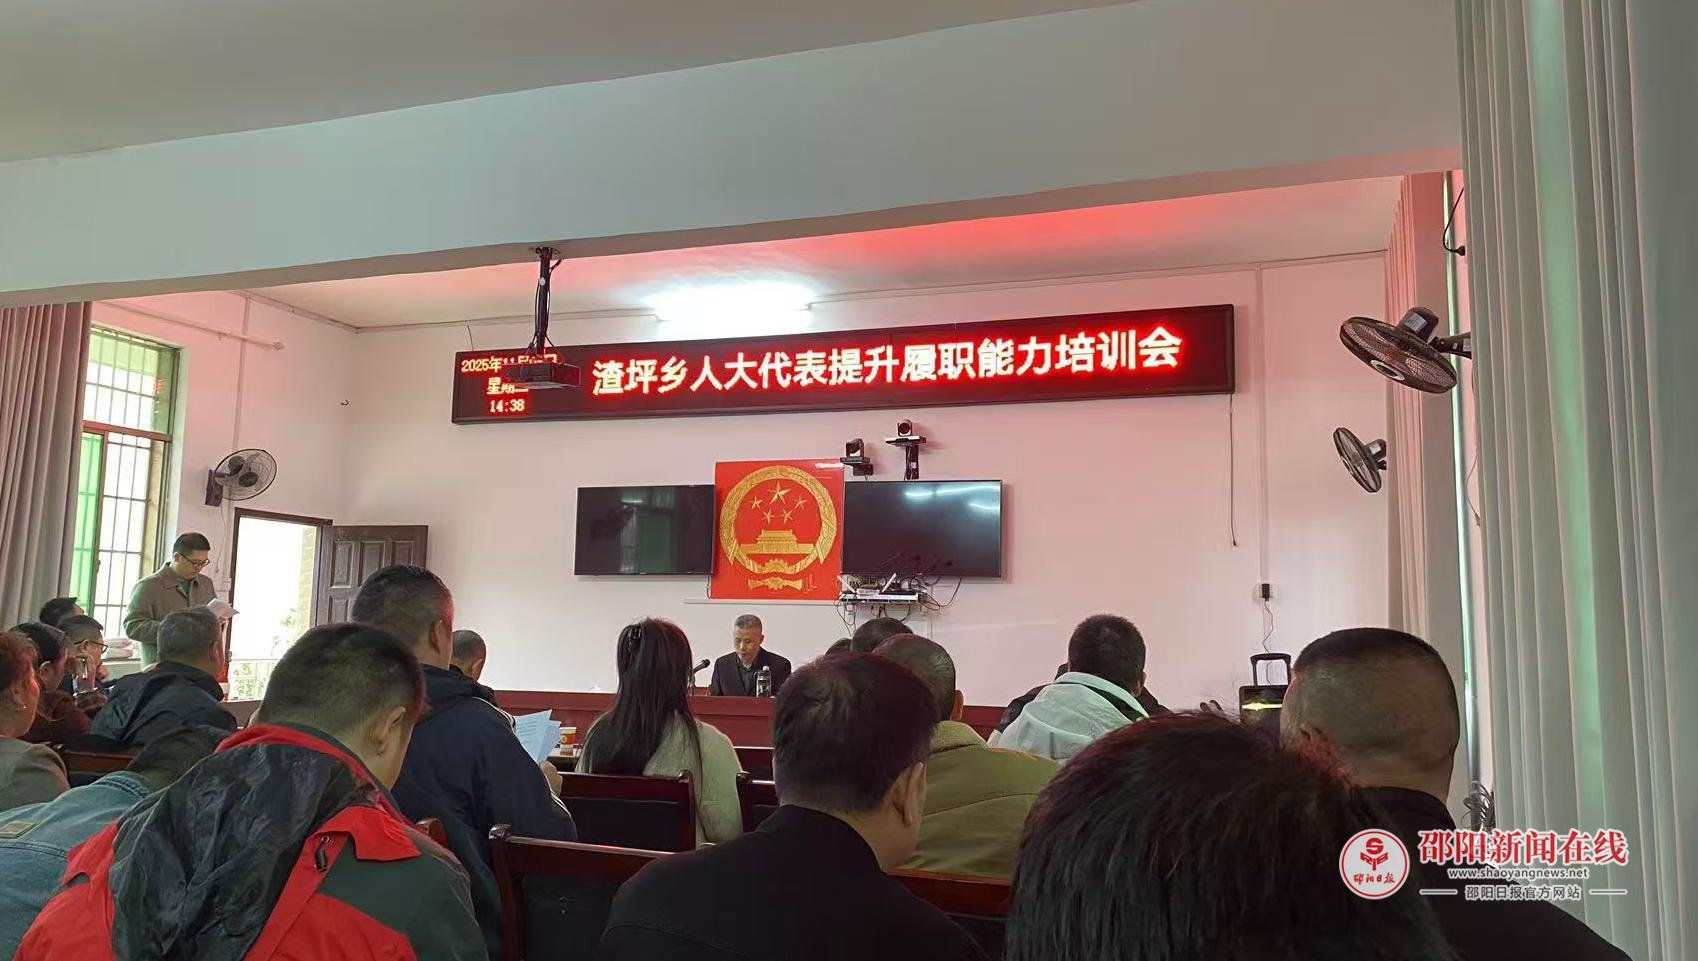 2025年11月
星期
14:38
渣坪乡人大代表提升履职能力培训会
邵阳新闻在线
www.shaoyangnews.net
邵阳日报官方网站
邵阳日报